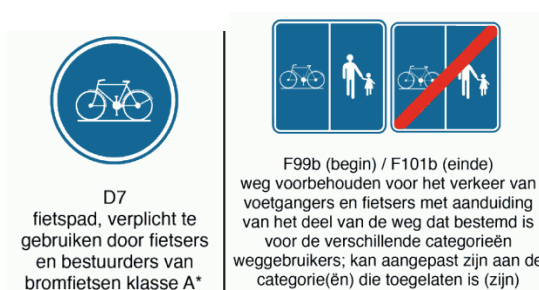 D7
fietspad, verplicht te
gebruiken door fietsers
en bestuurders van
bromfietsen klasse A*
F99b (begin) / F101b (einde)
weg voorbehouden voor het verkeer van
voetgangers en fietsers met aanduiding
van het deel van de weg dat bestemd is
voor de verschillende categorieën
weggebruikers; kan aangepast zijn aan de
categorie(ën) die toegelaten is (zijn)